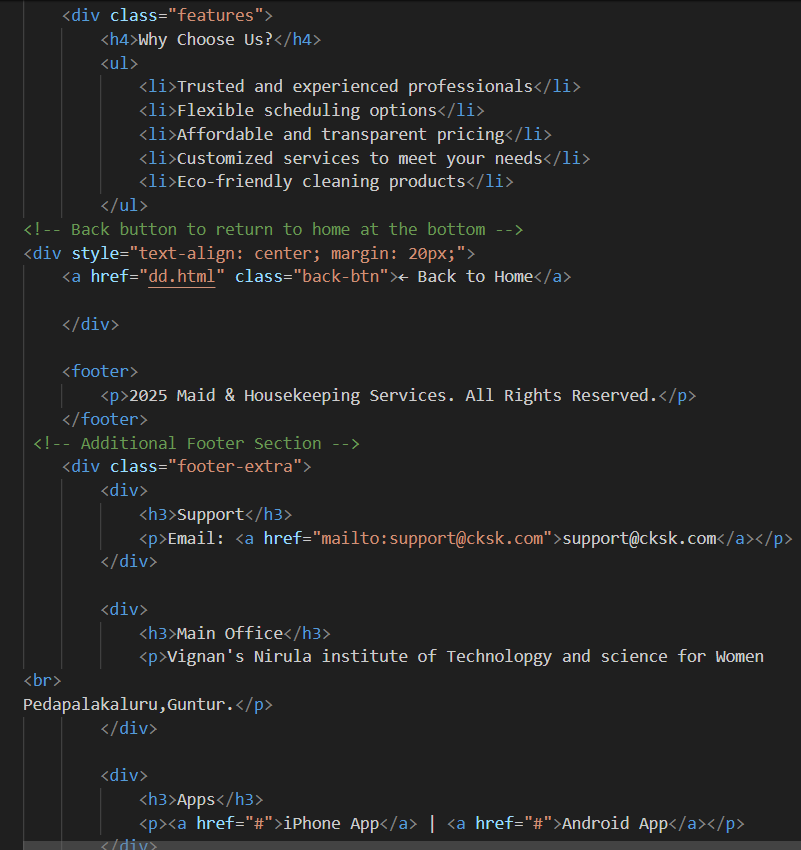 <div class="features">
<h4>Why Choose Us?</h4>
<ul>
<li>Trusted and experienced professionals</li>
<li>Flexible scheduling options</li>
<li>Affordable and transparent pricing</li>
<li>Customized services to meet your needs</li>
<li>Eco-friendly cleaning products</li>
</ul>
<!-- Back button to return to home at the bottom -->
<div style="text-align: center; margin: 20px;">
<a href="dd.html" class="back-btn">← Back to Home</a>
</div>
<footer>
<p>2025 Maid & Housekeeping Services. All Rights Reserved.</p>
</footer>
<!-- Additional Footer Section -->
<div class="footer-extra">
<div>
<h3>Support</h3>
<p>Email: <a href="mailto:support@cksk.com">support@cksk.com</a></p>
</div>
<div>
<h3>Main Office</h3>
<p>Vignan's Nirula institute of Technolopgy and science for Women
<br>
Pedapalakaluru,Guntur.</p>
</div>
<div>
<h3>Apps</h3>
<p><a href="#">iPhone App</a> | <a href="#">Android App</a></p>
</div>